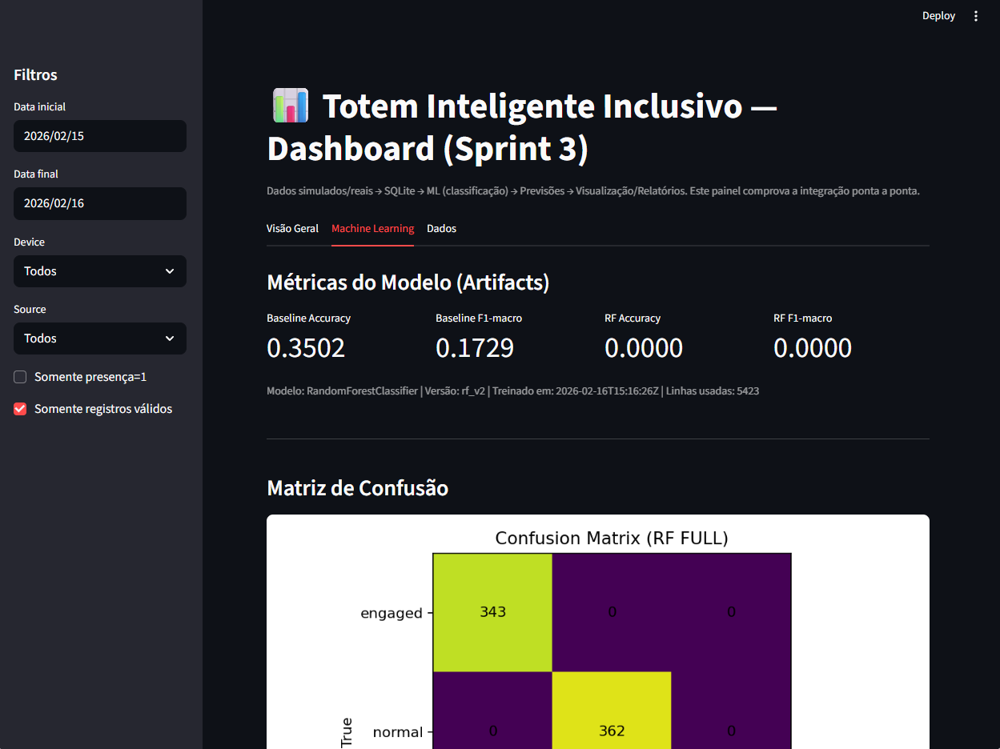 Deploy
Filtros
Data inicial
2026/02/15
Data final
2026/02/16
Device
Todos
Source
Todos
Somente presença=1
Somente registros válidos
Totem Inteligente Inclusivo —
Dashboard (Sprint 3)
Dados simulados/reais → SQLite → ML (classificação) → Previsões → Visualização/Relatórios. Este painel comprova a integração ponta a ponta.
Visão Geral Machine Learning Dados
Métricas do Modelo (Artifacts)
Baseline Accuracy Baseline F1-macro RF Accuracy RF F1-macro
0.3502 0.1729 0.0000 0.0000
Modelo: RandomForestClassifier | Versão: rf_v2 | Treinado em: 2026-02-16T15:16:26Z | Linhas usadas: 5423
Matriz de Confusão
Confusion Matrix (RF FULL)
engaged 343 0 0
True
normal 0 362 0